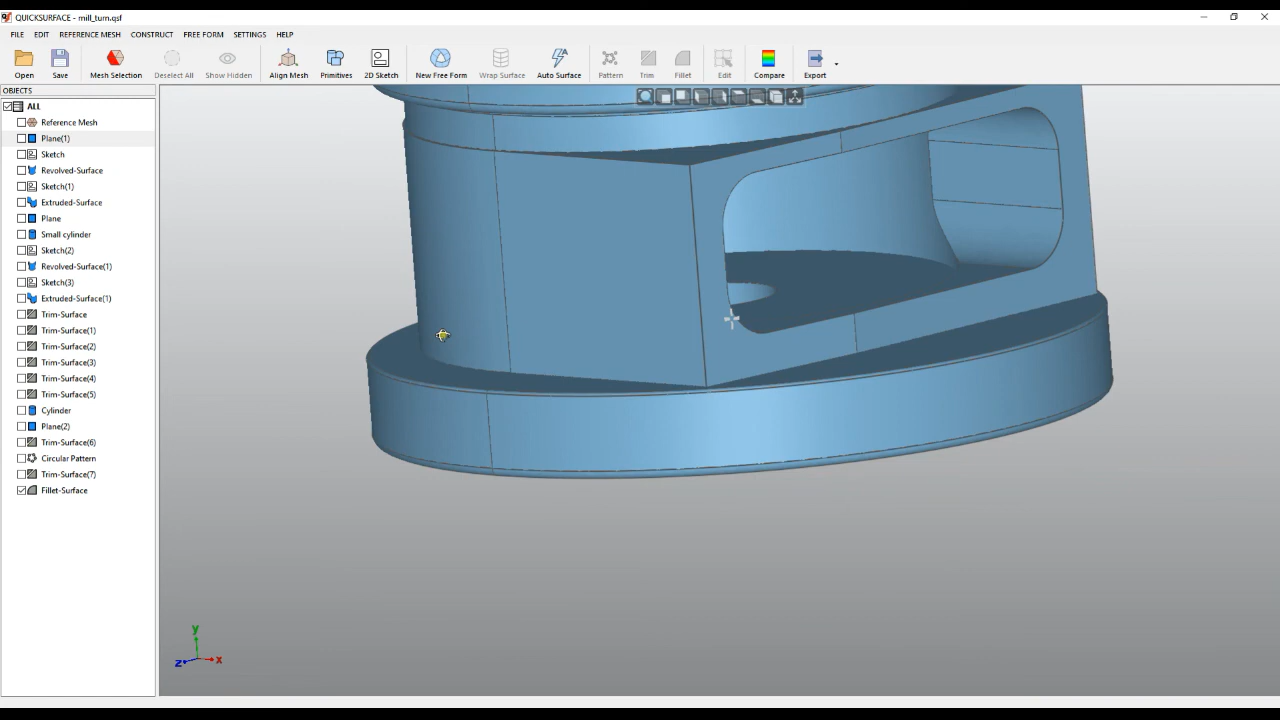 QUICKSURFACE - mill_turn.qsf
FILE EDIT REFERENCE MESH CONSTRUCT FREE FORM SETTINGS HELP
Open Save Mesh Selection Deselect All Show Hidden Align Mesh Primitives 2D Sketch New Free Form Wrap Surface Auto Surface Pattern Trim Fillet Edit Compare Export
OBJECTS
ALL
Reference Mesh
Plane(1)
Sketch
Revolved-Surface
Sketch(1)
Extruded-Surface
Plane
Small cylinder
Sketch(2)
Revolved-Surface(1)
Sketch(3)
Extruded-Surface(1)
Trim-Surface
Trim-Surface(1)
Trim-Surface(2)
Trim-Surface(3)
Trim-Surface(4)
Trim-Surface(5)
Cylinder
Plane(2)
Trim-Surface(6)
Circular Pattern
Trim-Surface(7)
Fillet-Surface
y
z x